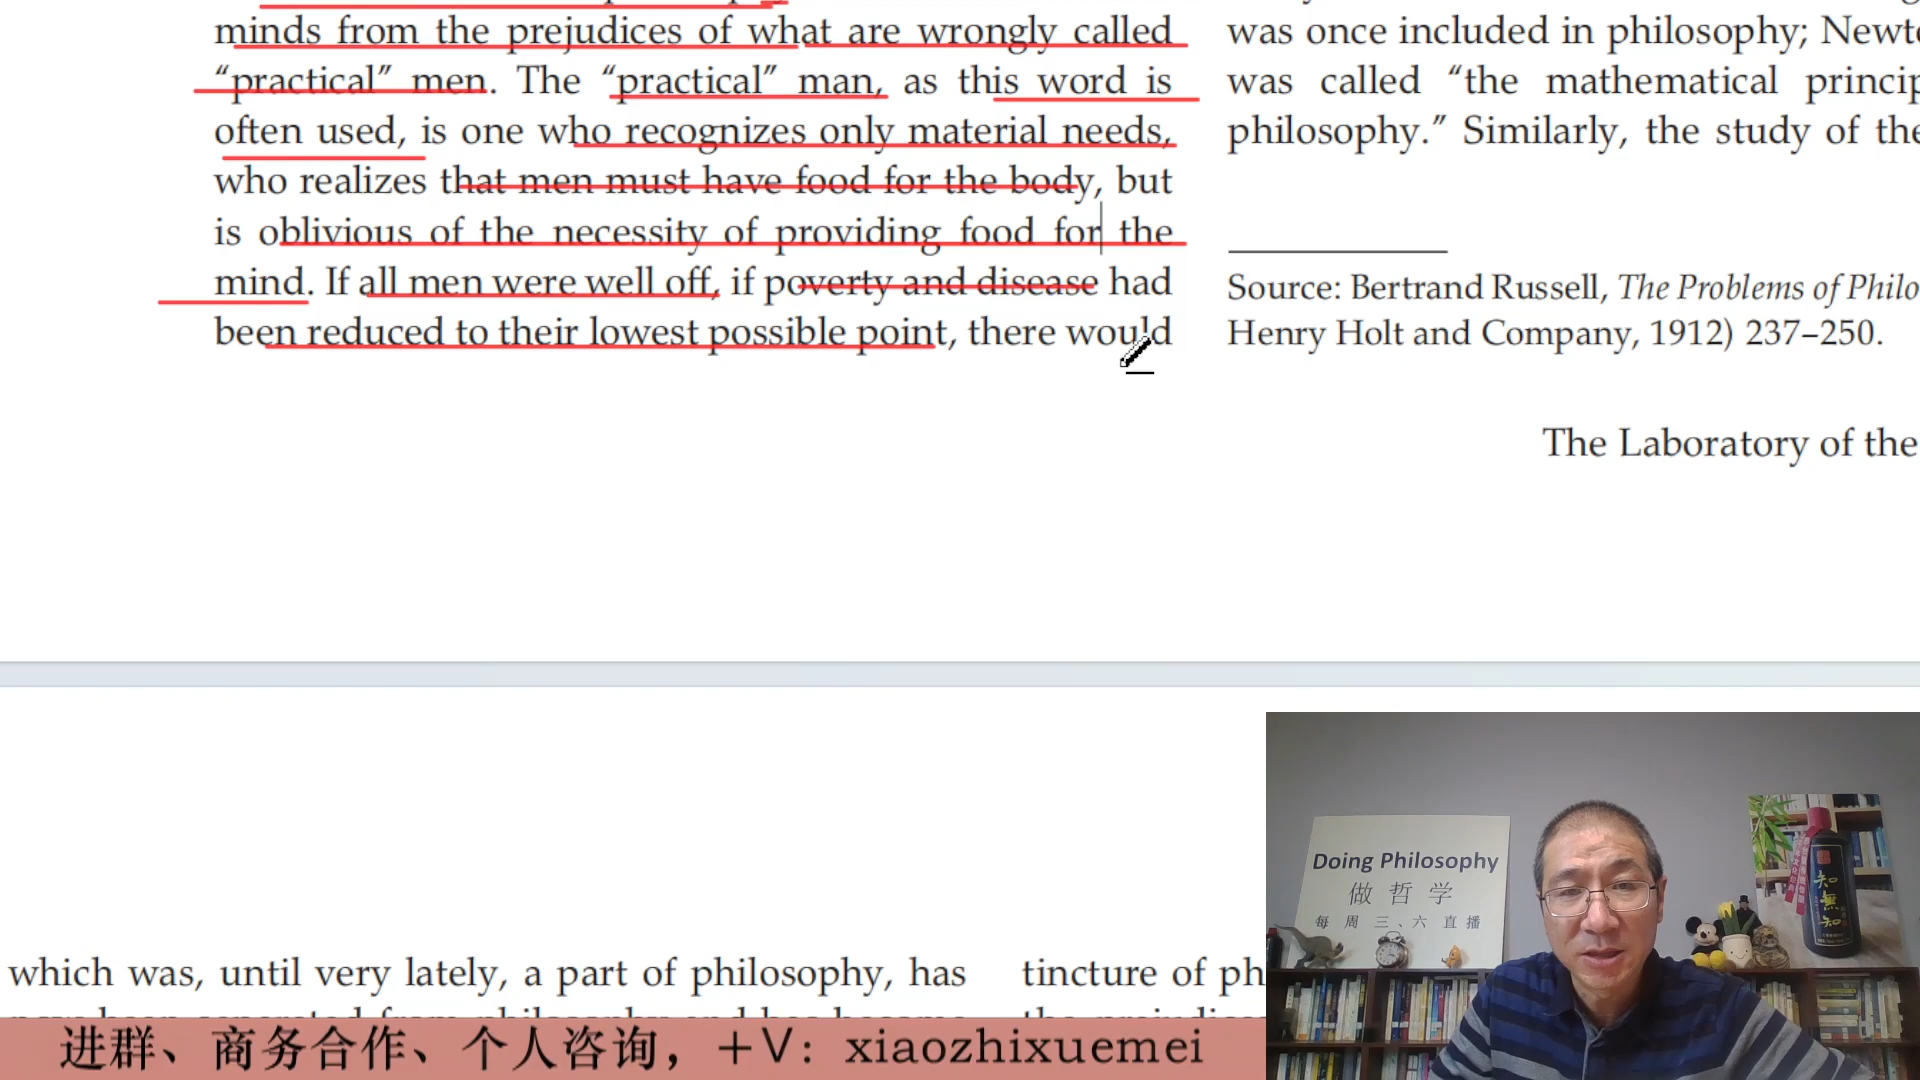 minds from the prejudices of what are wrongly called
“practical” men. The “practical” man, as this word is
often used, is one who recognizes only material needs,
who realizes that men must have food for the body, but
is oblivious of the necessity of providing food for the
mind. If all men were well off, if poverty and disease had
been reduced to their lowest possible point, there would
was once included in philosophy;
was called “the mathematical
philosophy.” Similarly, the study of
Source: Bertrand Russell, The Problems of
Henry Holt and Company, 1912) 237–250.
The Laboratory of the
which was, until very lately, a part of philosophy, has
tincture of
Doing Philosophy
做哲学
每周三、六直播
知無知
进群、商务合作、个人咨询，+V：xiaozhixuemei